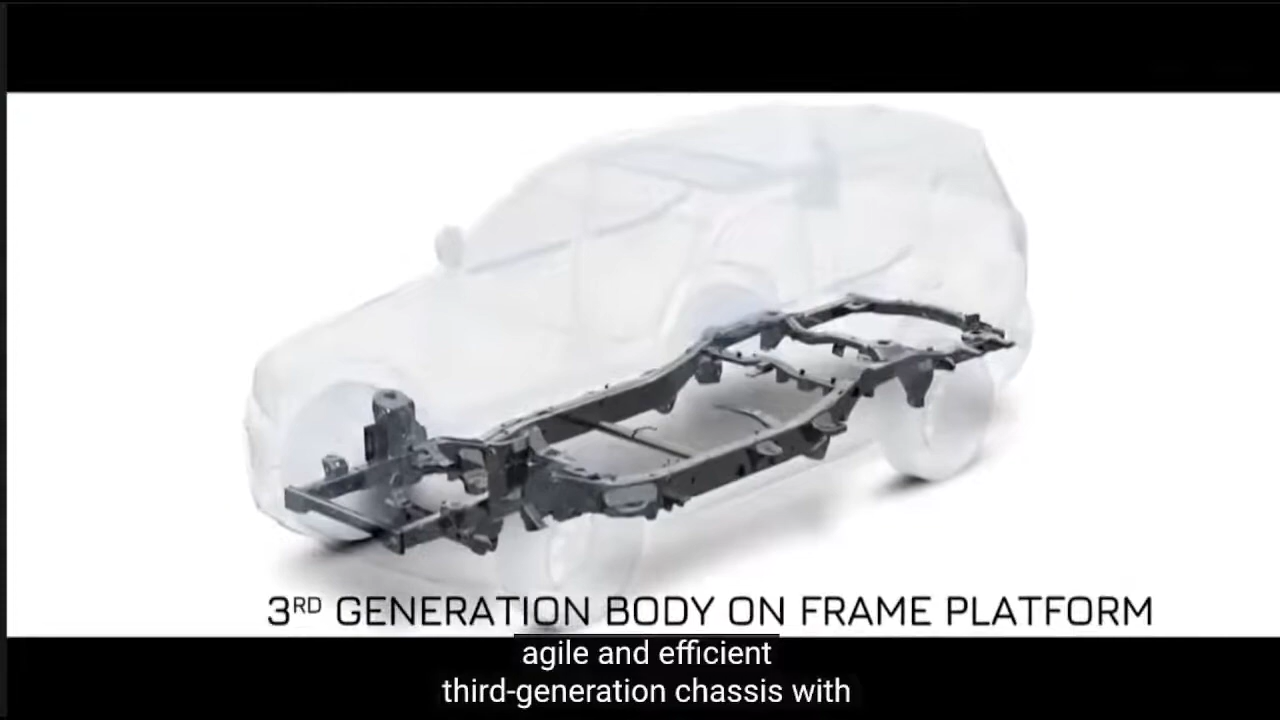 3RD GENERATION BODY ON FRAME PLATFORM
agile and efficient
third-generation chassis with